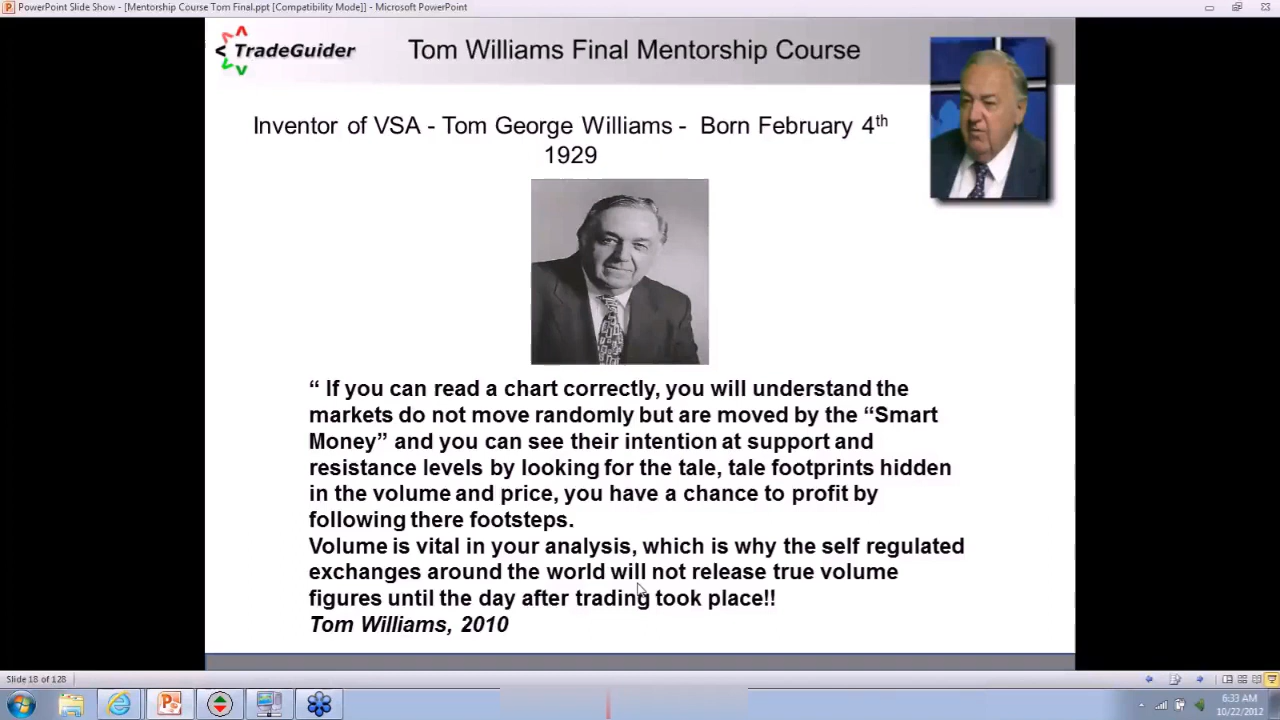 PowerPoint Slide Show - [Mentorship Course Tom Final.ppt [Compatibility Mode]] - Microsoft PowerPoint
TradeGuider
Tom Williams Final Mentorship Course
Inventor of VSA - Tom George Williams - Born February 4th
1929
“ If you can read a chart correctly, you will understand the
markets do not move randomly but are moved by the “Smart
Money” and you can see their intention at support and
resistance levels by looking for the tale, tale footprints hidden
in the volume and price, you have a chance to profit by
following there footsteps.
Volume is vital in your analysis, which is why the self regulated
exchanges around the world will not release true volume
figures until the day after trading took place!!
Tom Williams, 2010
Slide 18 of 128
6:33 AM
10/22/2012